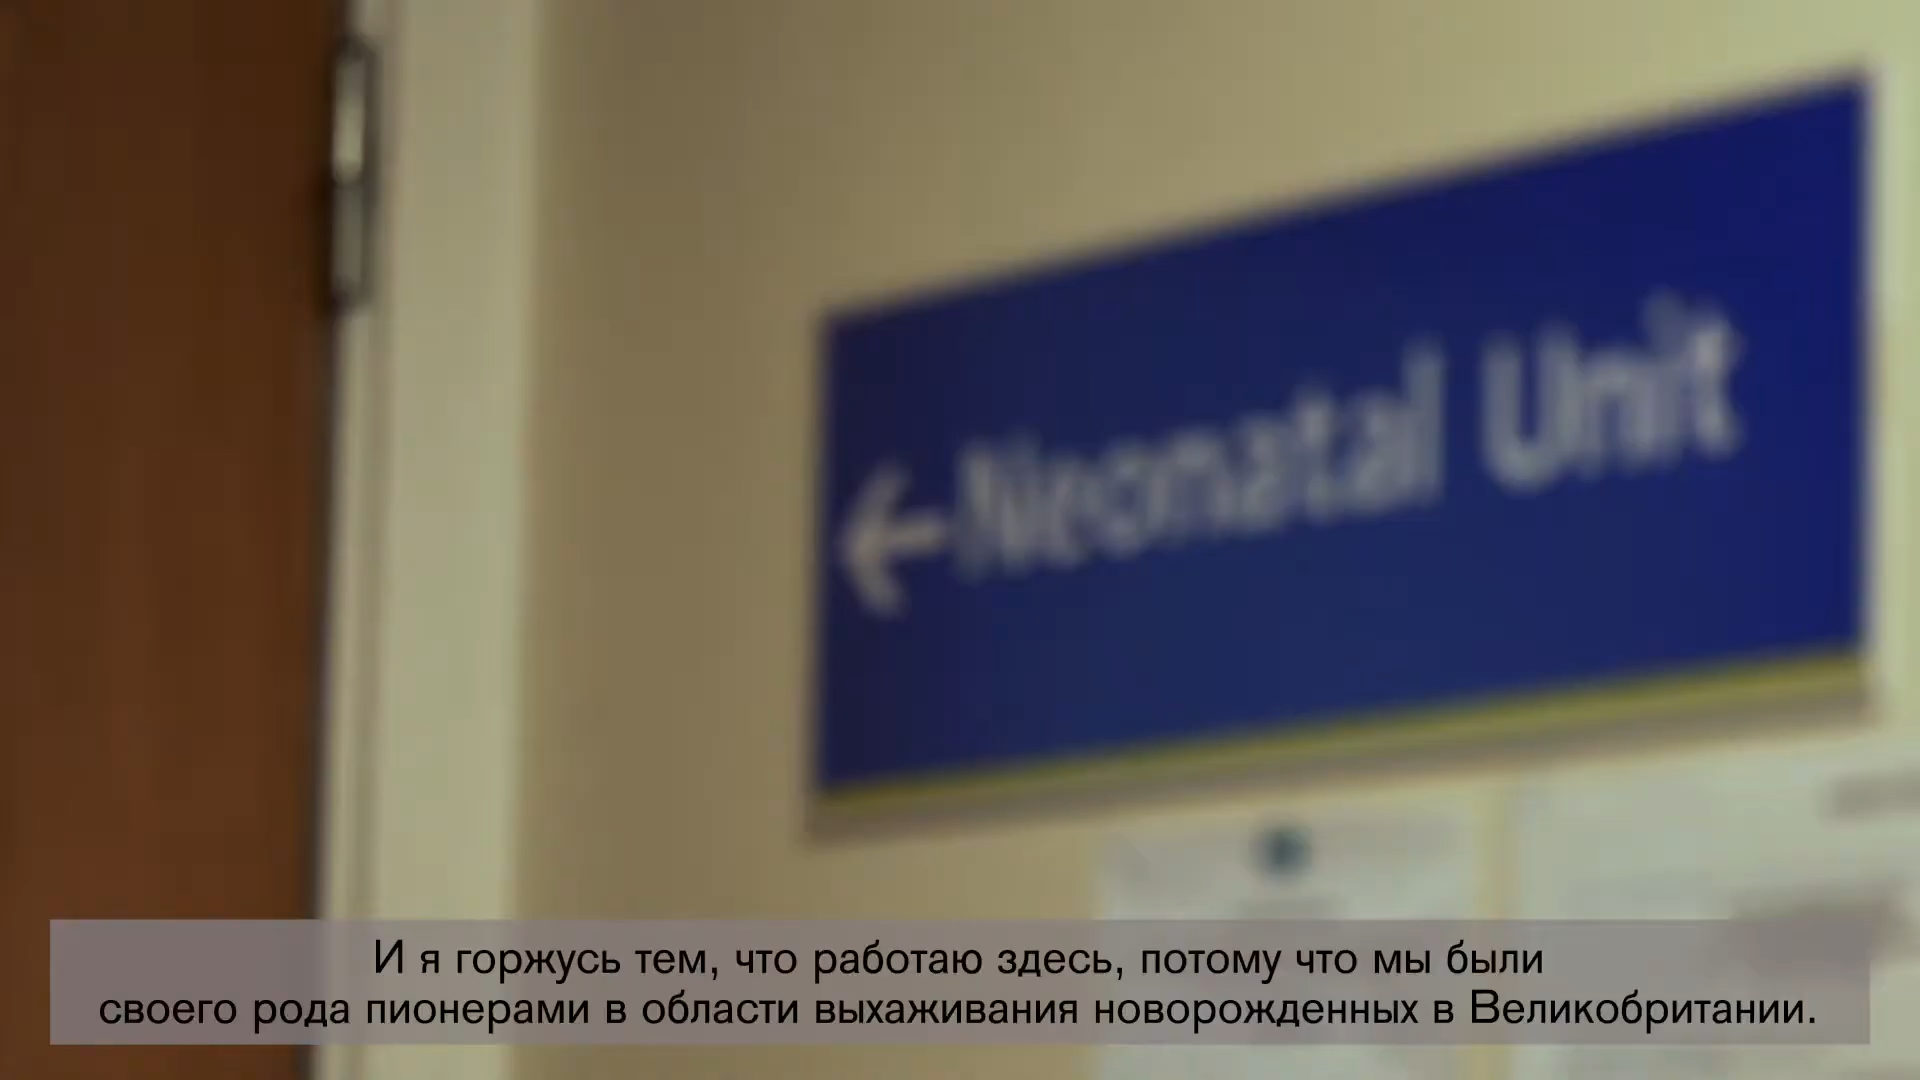 ←Neonatal Unit
И я горжусь тем, что работаю здесь, потому что мы были
своего рода пионерами в области выхаживания новорожденных в Великобритании.